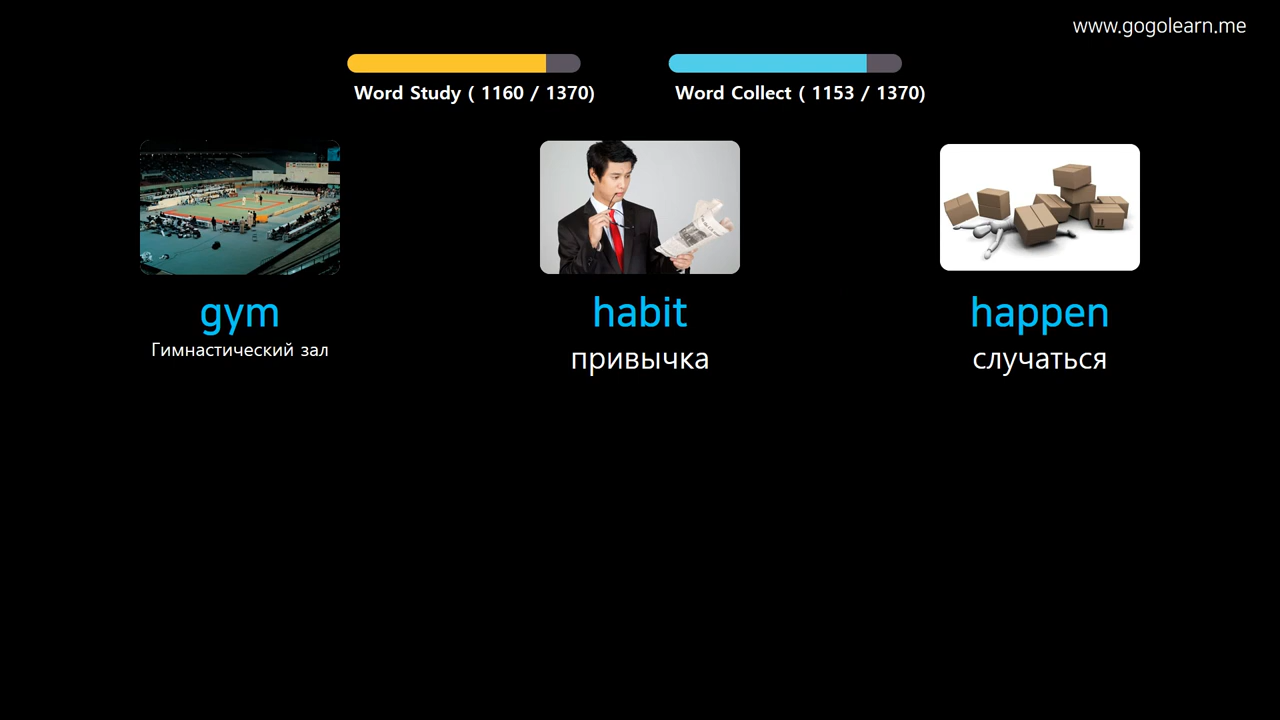 www.gogolearn.me
Word Study ( 1160 / 1370)
Word Collect ( 1153 / 1370)
gym
Гимнастический зал
habit
привычка
happen
случаться